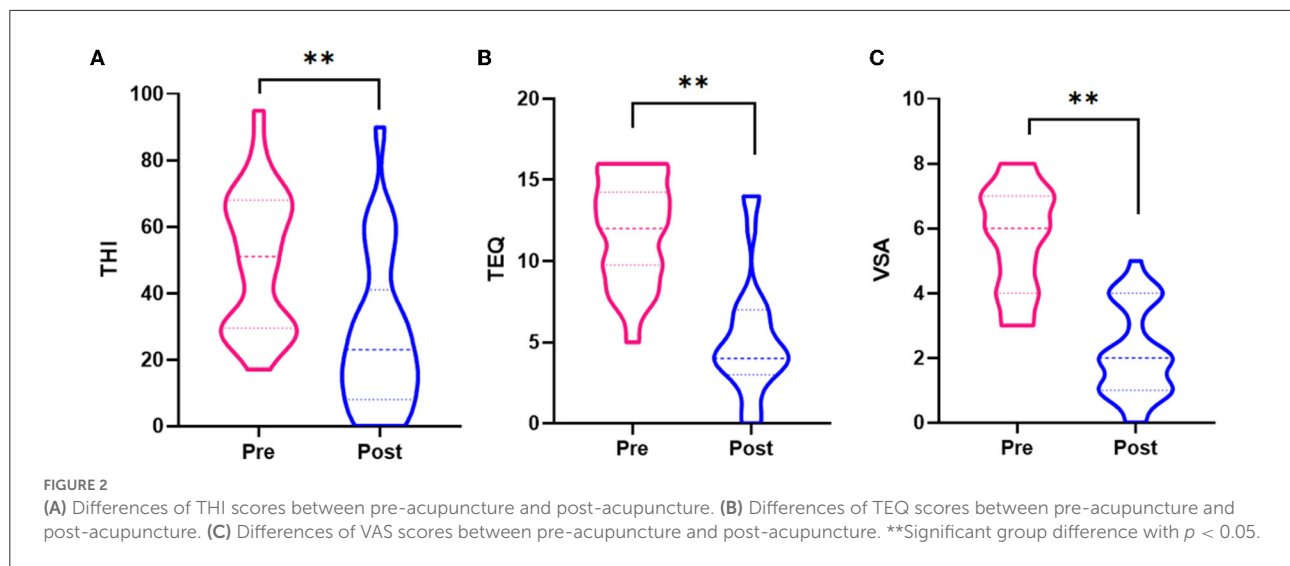 A
**
THI
100
80
60
40
20
0
Pre
Post
B
**
TEQ
20
15
10
5
0
Pre
Post
C
**
VSA
10
8
6
4
2
0
Pre
Post
FIGURE 2
(A) Differences of THI scores between pre-acupuncture and post-acupuncture. (B) Differences of TEQ scores between pre-acupuncture and
post-acupuncture. (C) Differences of VAS scores between pre-acupuncture and post-acupuncture. **Significant group difference with p < 0.05.